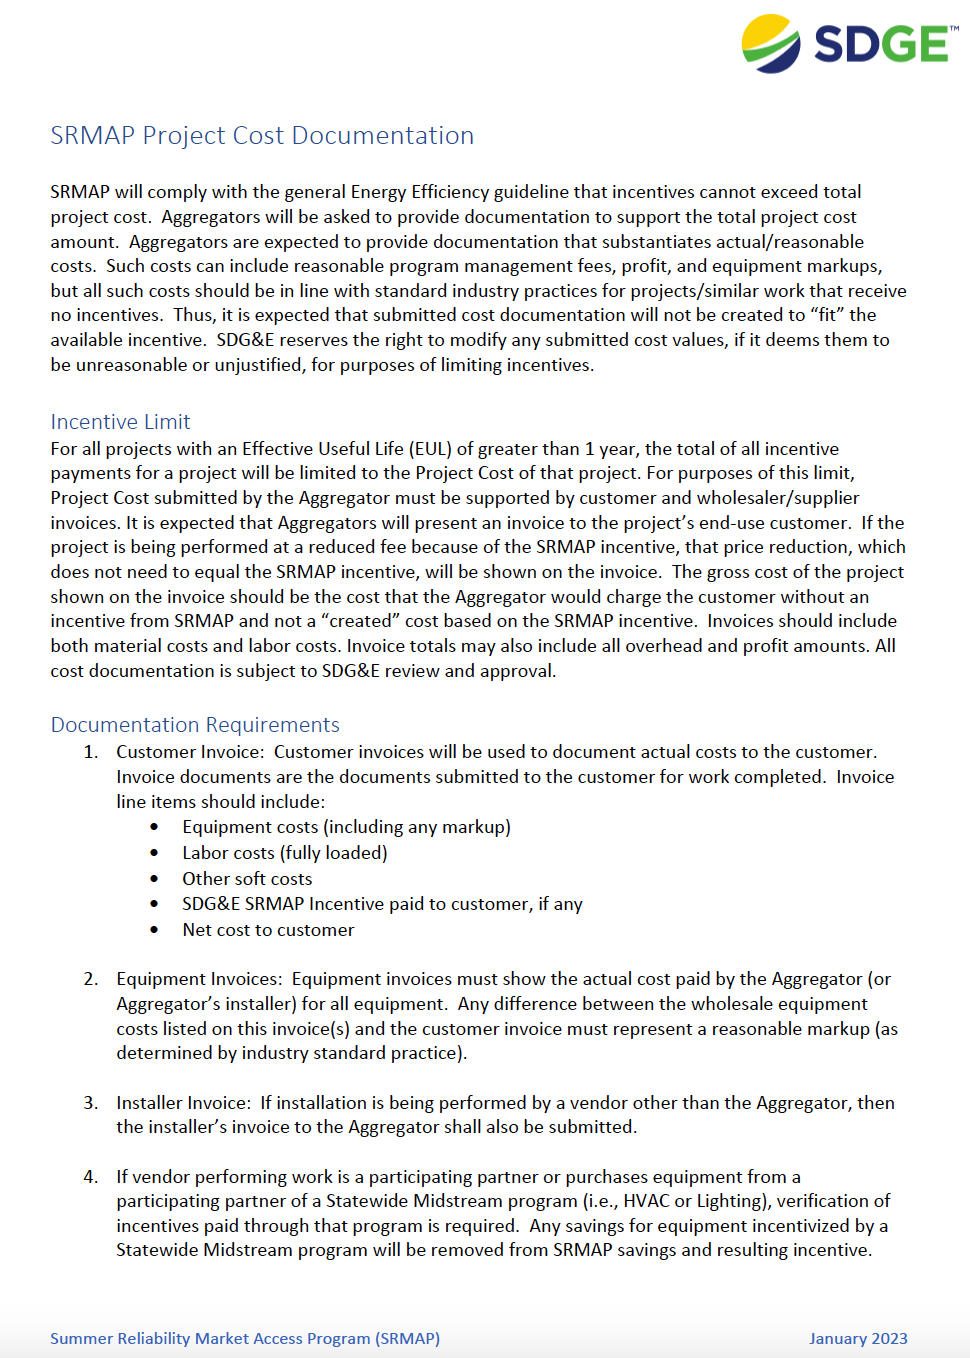 SDGE™
SRMAP Project Cost Documentation
SRMAP will comply with the general Energy Efficiency guideline that incentives cannot exceed total
project cost.  Aggregators will be asked to provide documentation to support the total project cost
amount.  Aggregators are expected to provide documentation that substantiates actual/reasonable
costs.  Such costs can include reasonable program management fees, profit, and equipment markups,
but all such costs should be in line with standard industry practices for projects/similar work that receive
no incentives.  Thus, it is expected that submitted cost documentation will not be created to “fit” the
available incentive.  SDG&E reserves the right to modify any submitted cost values, if it deems them to
be unreasonable or unjustified, for purposes of limiting incentives.
Incentive Limit
For all projects with an Effective Useful Life (EUL) of greater than 1 year, the total of all incentive
payments for a project will be limited to the Project Cost of that project. For purposes of this limit,
Project Cost submitted by the Aggregator must be supported by customer and wholesaler/supplier
invoices. It is expected that Aggregators will present an invoice to the project’s end-use customer.  If the
project is being performed at a reduced fee because of the SRMAP incentive, that price reduction, which
does not need to equal the SRMAP incentive, will be shown on the invoice.  The gross cost of the project
shown on the invoice should be the cost that the Aggregator would charge the customer without an
incentive from SRMAP and not a “created” cost based on the SRMAP incentive.  Invoices should include
both material costs and labor costs. Invoice totals may also include all overhead and profit amounts. All
cost documentation is subject to SDG&E review and approval.
Documentation Requirements
1. Customer Invoice:  Customer invoices will be used to document actual costs to the customer.
Invoice documents are the documents submitted to the customer for work completed.  Invoice
line items should include:
• Equipment costs (including any markup)
• Labor costs (fully loaded)
• Other soft costs
• SDG&E SRMAP Incentive paid to customer, if any
• Net cost to customer
2. Equipment Invoices:  Equipment invoices must show the actual cost paid by the Aggregator (or
Aggregator’s installer) for all equipment.  Any difference between the wholesale equipment
costs listed on this invoice(s) and the customer invoice must represent a reasonable markup (as
determined by industry standard practice).
3. Installer Invoice:  If installation is being performed by a vendor other than the Aggregator, then
the installer’s invoice to the Aggregator shall also be submitted.
4. If vendor performing work is a participating partner or purchases equipment from a
participating partner of a Statewide Midstream program (i.e., HVAC or Lighting), verification of
incentives paid through that program is required.  Any savings for equipment incentivized by a
Statewide Midstream program will be removed from SRMAP savings and resulting incentive.
Summer Reliability Market Access Program (SRMAP) January 2023